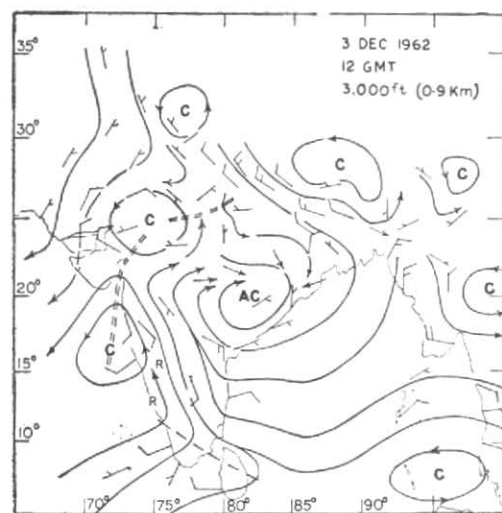 3 DEC 1962
12 GMT
3,000ft (0·9 Km)
35°
C
30°
C
C
25°
C
20°
AC
C
C
15°
R
R
10°
C
70° 75° 80° 85° 90°